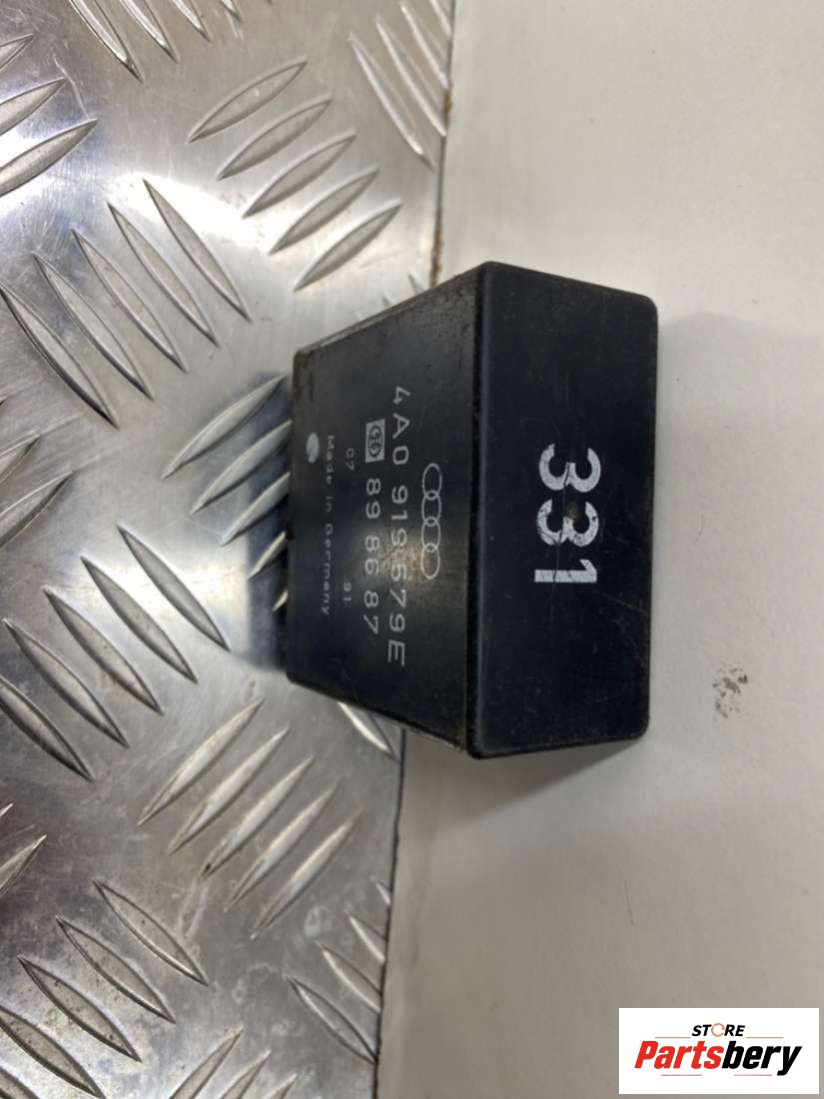 331
4A0 919 579E
89 86 87
07 91
Made in Germany
STORE
Partsbery